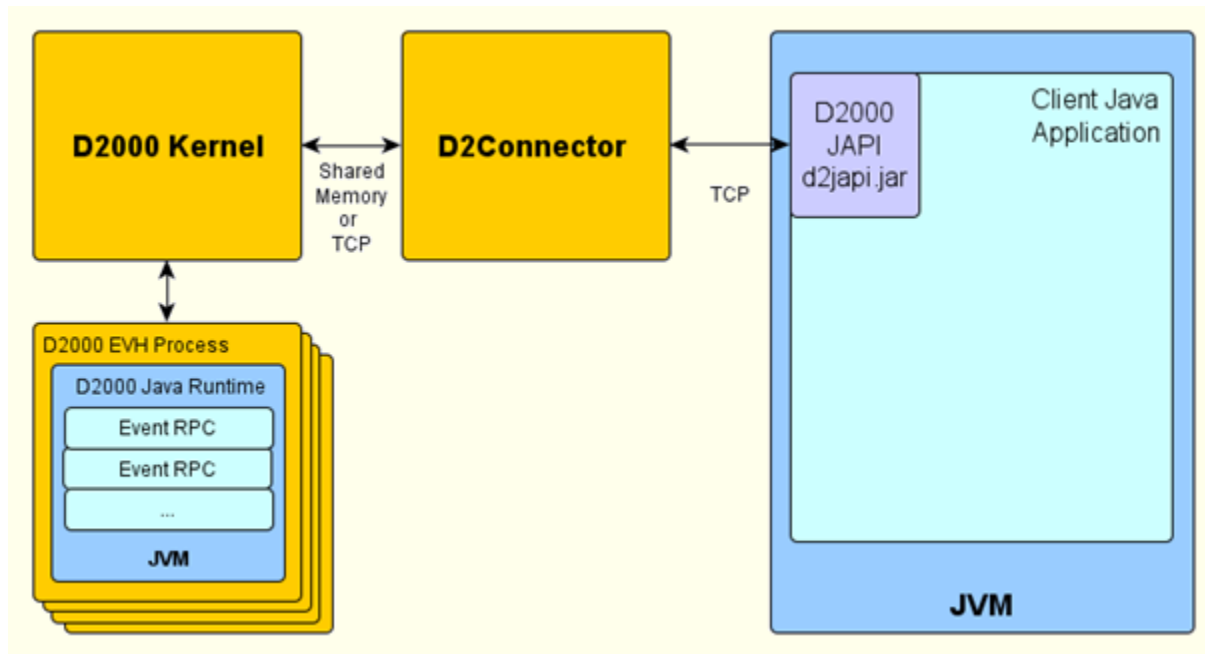 D2000 Kernel
Shared
Memory
or
TCP
D2Connector
TCP
D2000
JAPI
d2japi.jar
Client Java
Application
JVM
D2000 EVH Process
D2000 Java Runtime
Event RPC
Event RPC
...
JVM